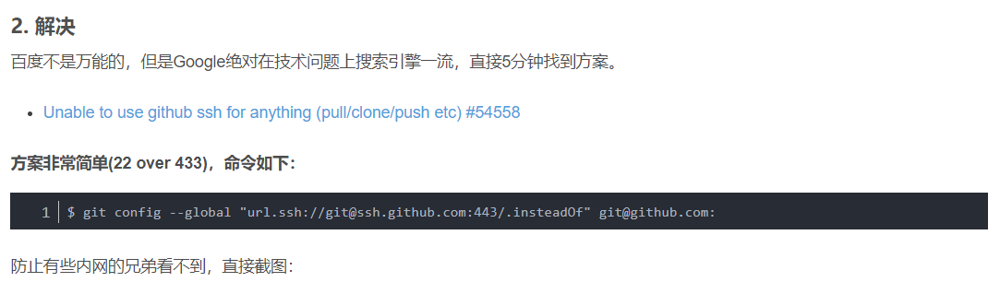 2. 解决
百度不是万能的，但是Google绝对在技术问题上搜索引擎一流，直接5分钟找到方案。
Unable to use github ssh for anything (pull/clone/push etc) #54558
方案非常简单(22 over 433)，命令如下：
1 $ git config --global "url.ssh://git@ssh.github.com:443/.insteadOf" git@github.com:
防止有些内网的兄弟看不到，直接截图：